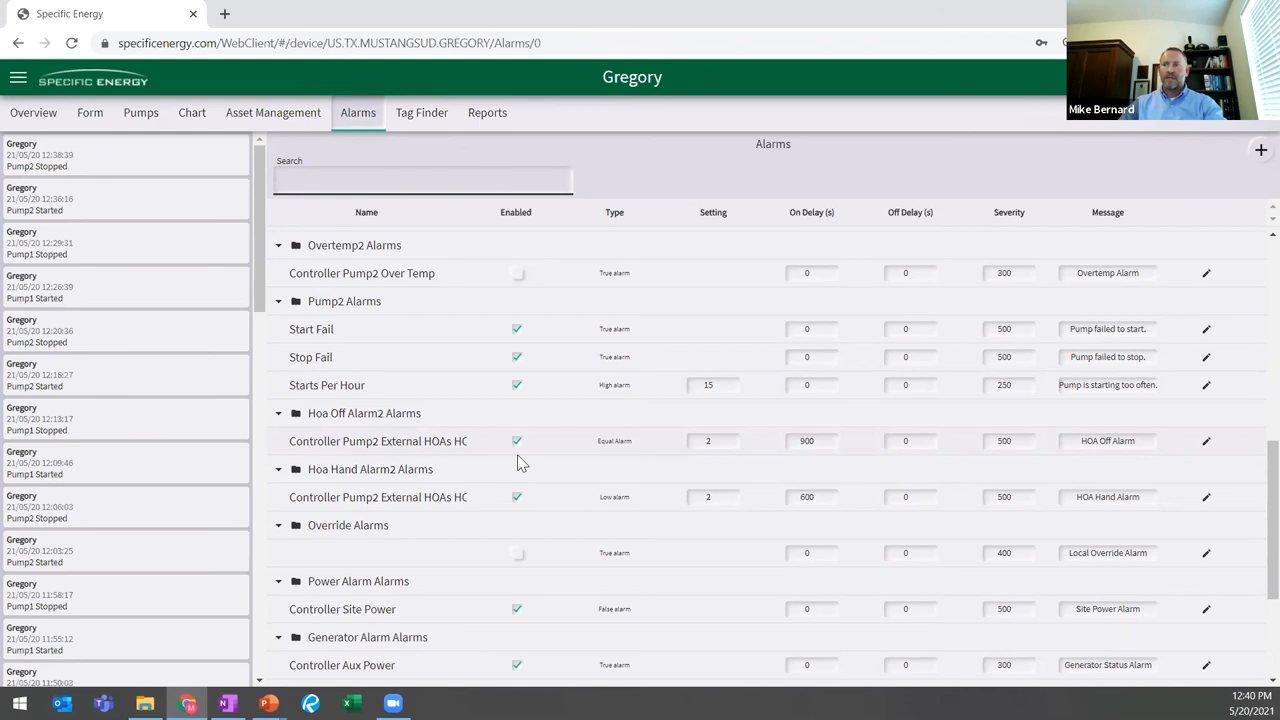 Specific Energy
specificenergy.com/WebClient/#/device/US.TX.MUSTANGSUD.GREGORY/Alarms/0
Mike Bernard
SPECIFIC ENERGY
Gregory
Overview Form Pumps Chart Asset Management Alarms Tag Finder Reports
Gregory
21/05/20 12:38:39
Pump2 Stopped
Gregory
21/05/20 12:36:16
Pump2 Started
Gregory
21/05/20 12:29:31
Pump1 Stopped
Gregory
21/05/20 12:26:39
Pump1 Started
Gregory
21/05/20 12:20:36
Pump2 Stopped
Gregory
21/05/20 12:18:27
Pump2 Started
Gregory
21/05/20 12:13:17
Pump1 Stopped
Gregory
21/05/20 12:09:46
Pump1 Started
Gregory
21/05/20 12:06:03
Pump2 Stopped
Gregory
21/05/20 12:03:25
Pump2 Started
Gregory
21/05/20 11:58:17
Pump1 Stopped
Gregory
21/05/20 11:55:12
Pump1 Started
Gregory
21/05/20 11:50:03
Alarms
Search
Name Enabled Type Setting On Delay (s) Off Delay (s) Severity Message
Overtemp2 Alarms
Controller Pump2 Over Temp True alarm 0 0 300 Overtemp Alarm
Pump2 Alarms
Start Fail True alarm 0 0 500 Pump failed to start.
Stop Fail True alarm 0 0 500 Pump failed to stop.
Starts Per Hour High alarm 15 0 0 250 Pump is starting too often.
Hoa Off Alarm2 Alarms
Controller Pump2 External HOAs HO Equal Alarm 2 900 0 500 HOA Off Alarm
Hoa Hand Alarm2 Alarms
Controller Pump2 External HOAs HO Low alarm 2 600 0 500 HOA Hand Alarm
Override Alarms
True alarm 0 0 400 Local Override Alarm
Power Alarm Alarms
Controller Site Power False alarm 0 0 500 Site Power Alarm
Generator Alarm Alarms
Controller Aux Power True alarm 0 0 300 Generator Status Alarm
12:40 PM
5/20/2021